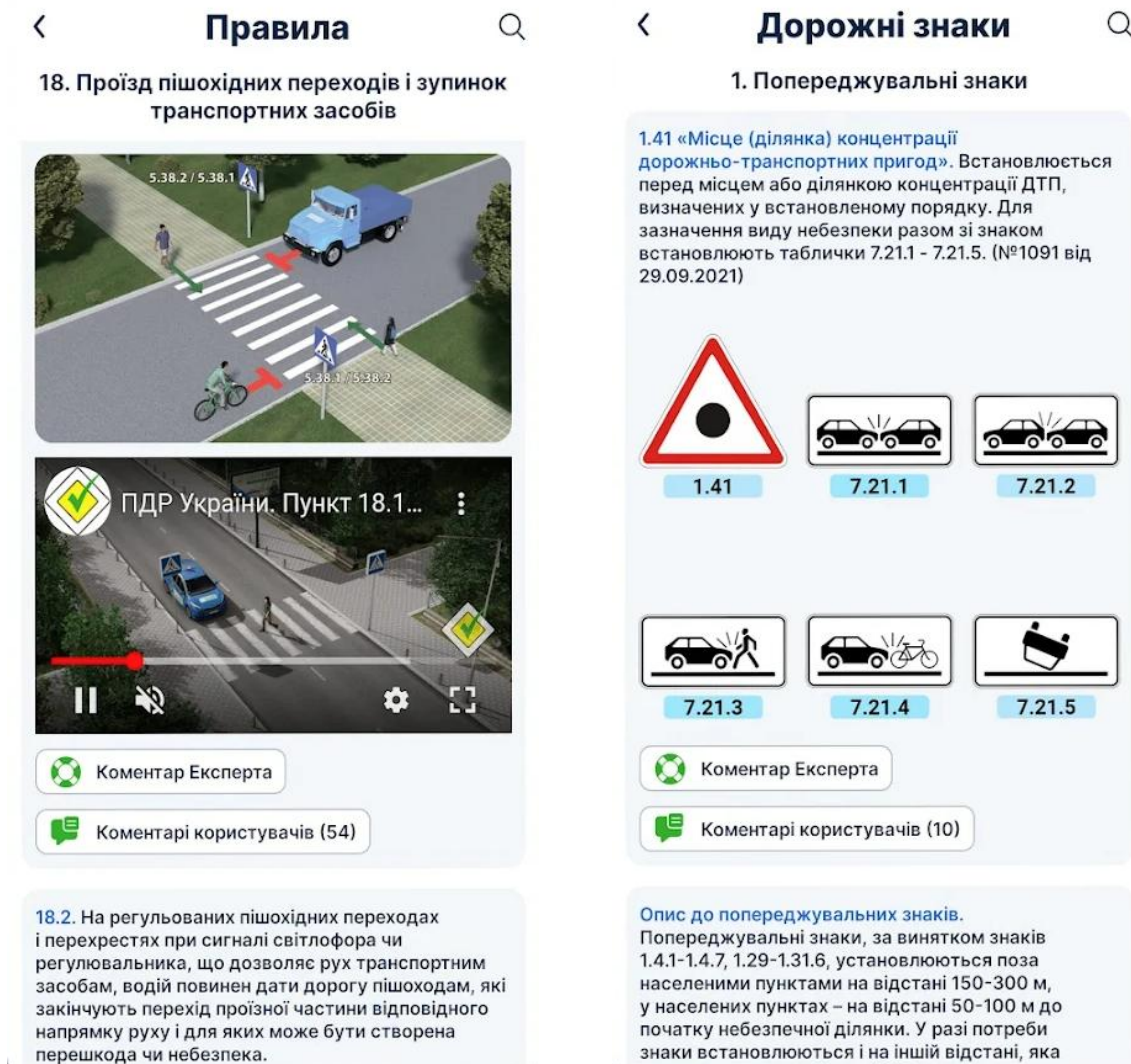 Правила
18. Проїзд пішохідних переходів і зупинок
транспортних засобів
5.38.2 / 5.38.1
5.38.1 / 5.38.2
ПДР України. Пункт 18.1...
Коментар Експерта
Коментарі користувачів (54)
18.2. На регульованих пішохідних переходах
і перехрестях при сигналі світлофора чи
регулювальника, що дозволяє рух транспортним
засобам, водій повинен дати дорогу пішоходам, які
закінчують перехід проїзної частини відповідного
напрямку руху і для яких може бути створена
перешкода чи небезпека.
Дорожні знаки
1. Попереджувальні знаки
1.41 «Місце (ділянка) концентрації
дорожньо-транспортних пригод». Встановлюється
перед місцем або ділянкою концентрації ДТП,
визначених у встановленому порядку. Для
зазначення виду небезпеки разом зі знаком
встановлюють таблички 7.21.1 - 7.21.5. (№1091 від
29.09.2021)
1.41
7.21.1
7.21.2
7.21.3
7.21.4
7.21.5
Коментар Експерта
Коментарі користувачів (10)
Опис до попереджувальних знаків.
Попереджувальні знаки, за винятком знаків
1.4.1-1.4.7, 1.29-1.31.6, установлюються поза
населеними пунктами на відстані 150-300 м,
у населених пунктах – на відстані 50-100 м до
початку небезпечної ділянки. У разі потреби
знаки встановлюються і на іншій відстані, яка